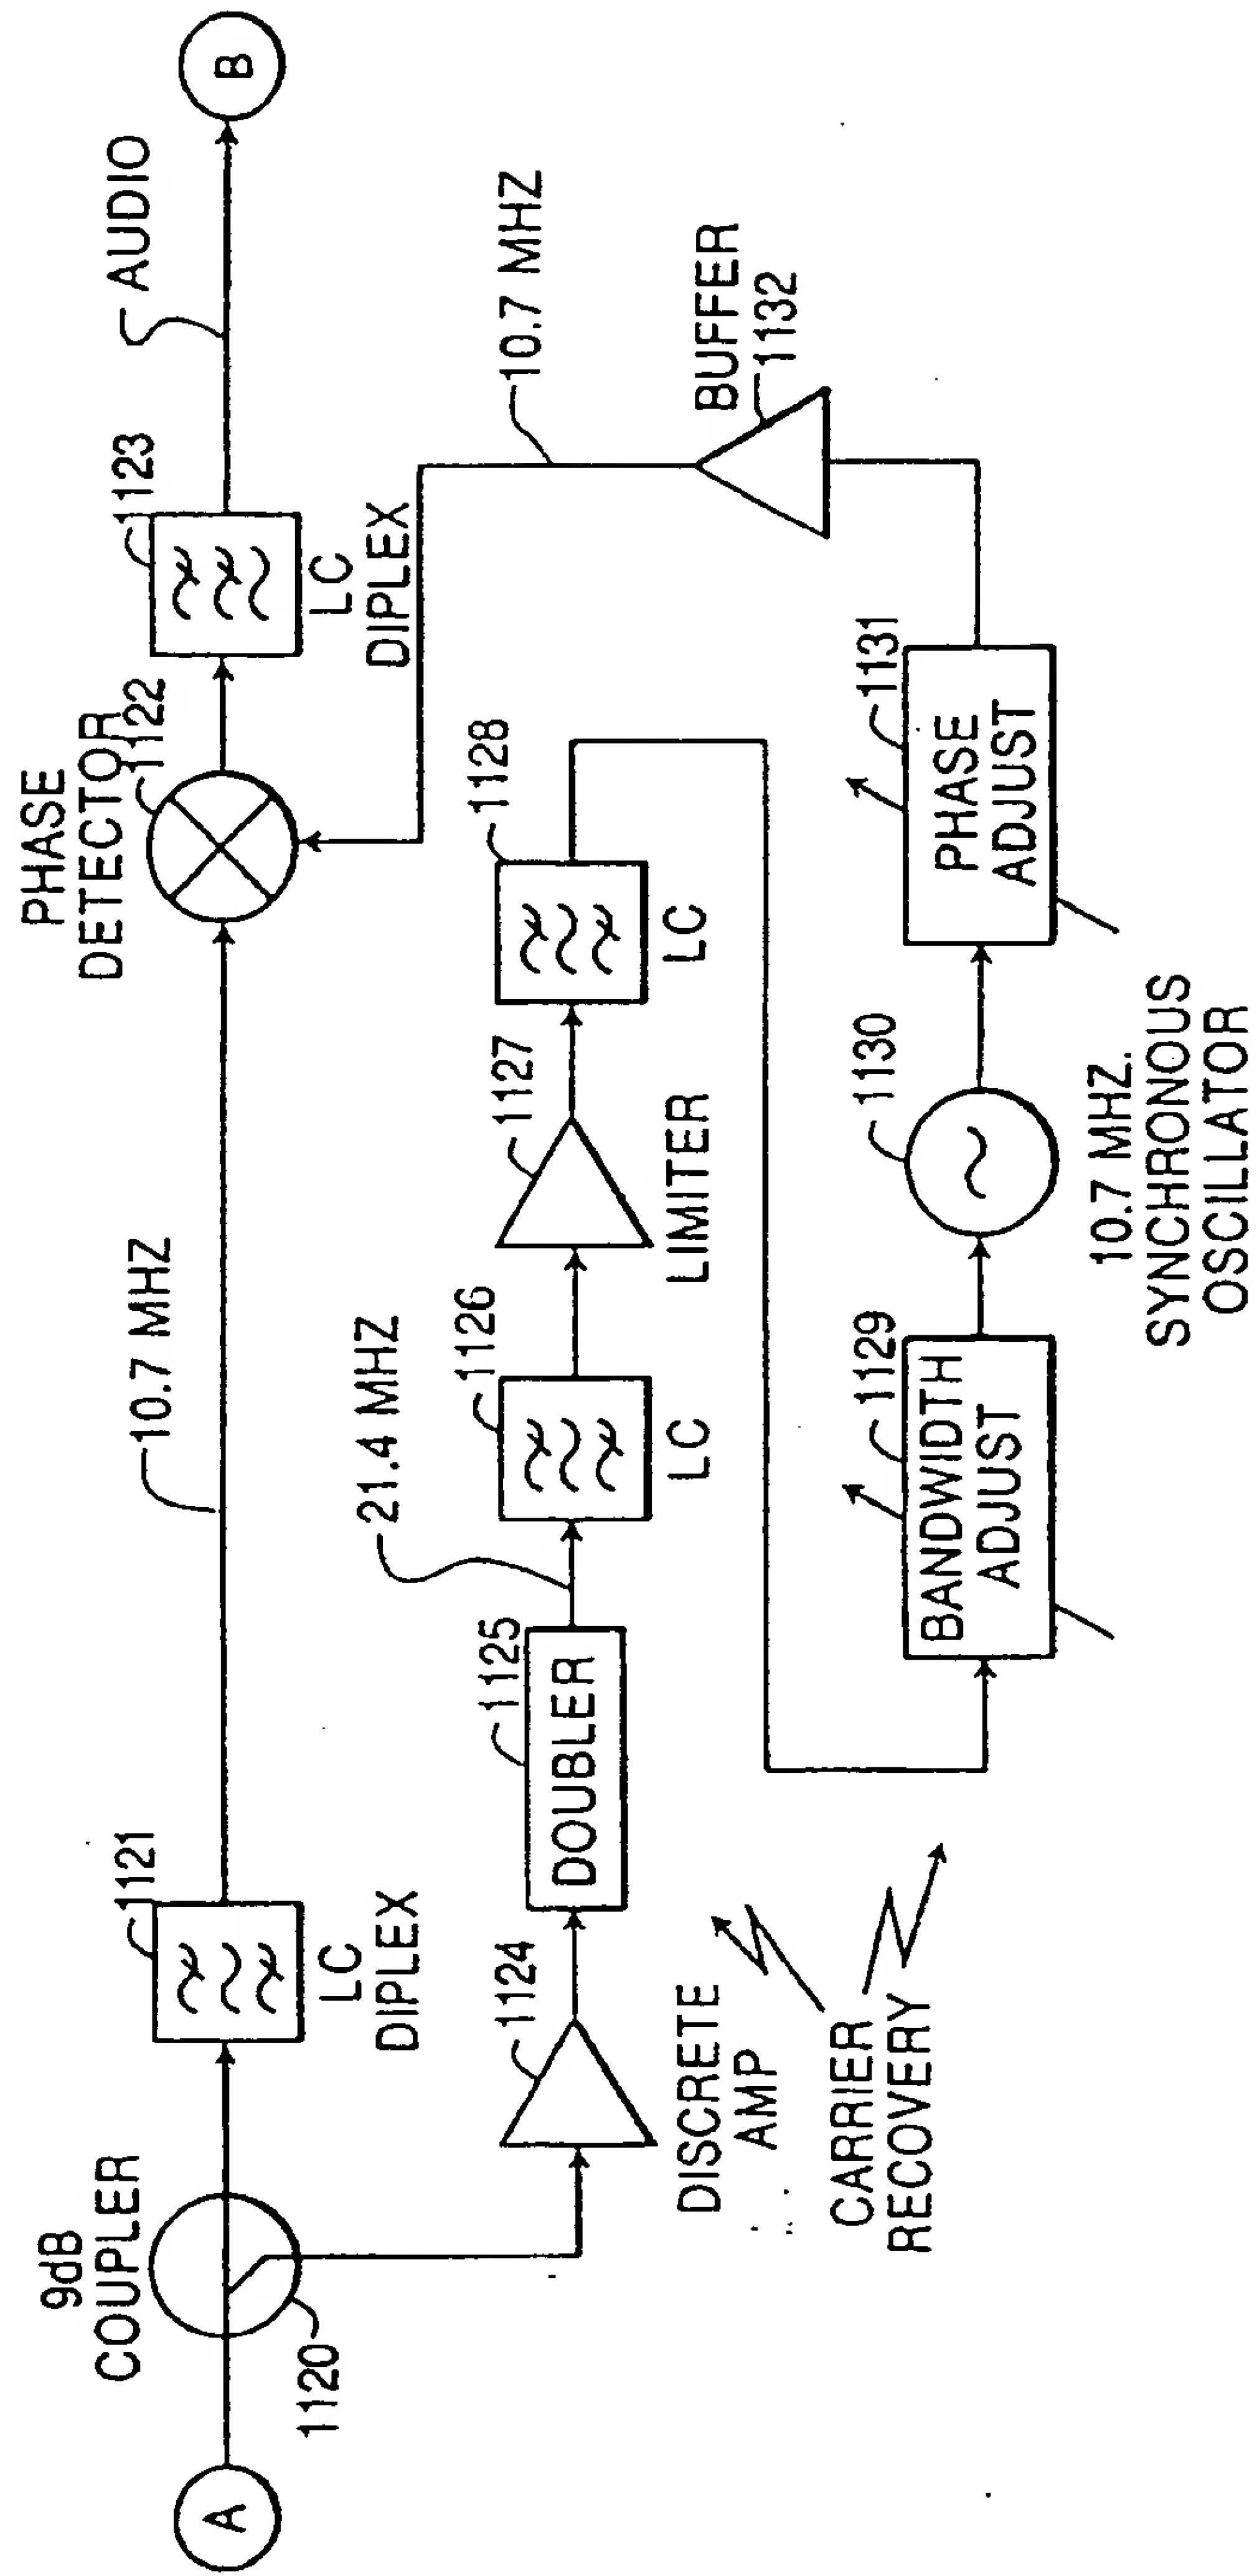 A
9dB
COUPLER
1120
1121
LC
DIPLEX
10.7 MHZ
PHASE
DETECTOR
1122
1123
LC
DIPLEX
AUDIO
B
1124
DISCRETE
AMP
DOUBLER
1125
21.4 MHZ
1126
LC
1127
LIMITER
1128
LC
10.7 MHZ
BUFFER
1132
CARRIER
RECOVERY
BANDWIDTH
ADJUST
1129
1130
10.7 MHZ.
SYNCHRONOUS
OSCILLATOR
PHASE
ADJUST
1131